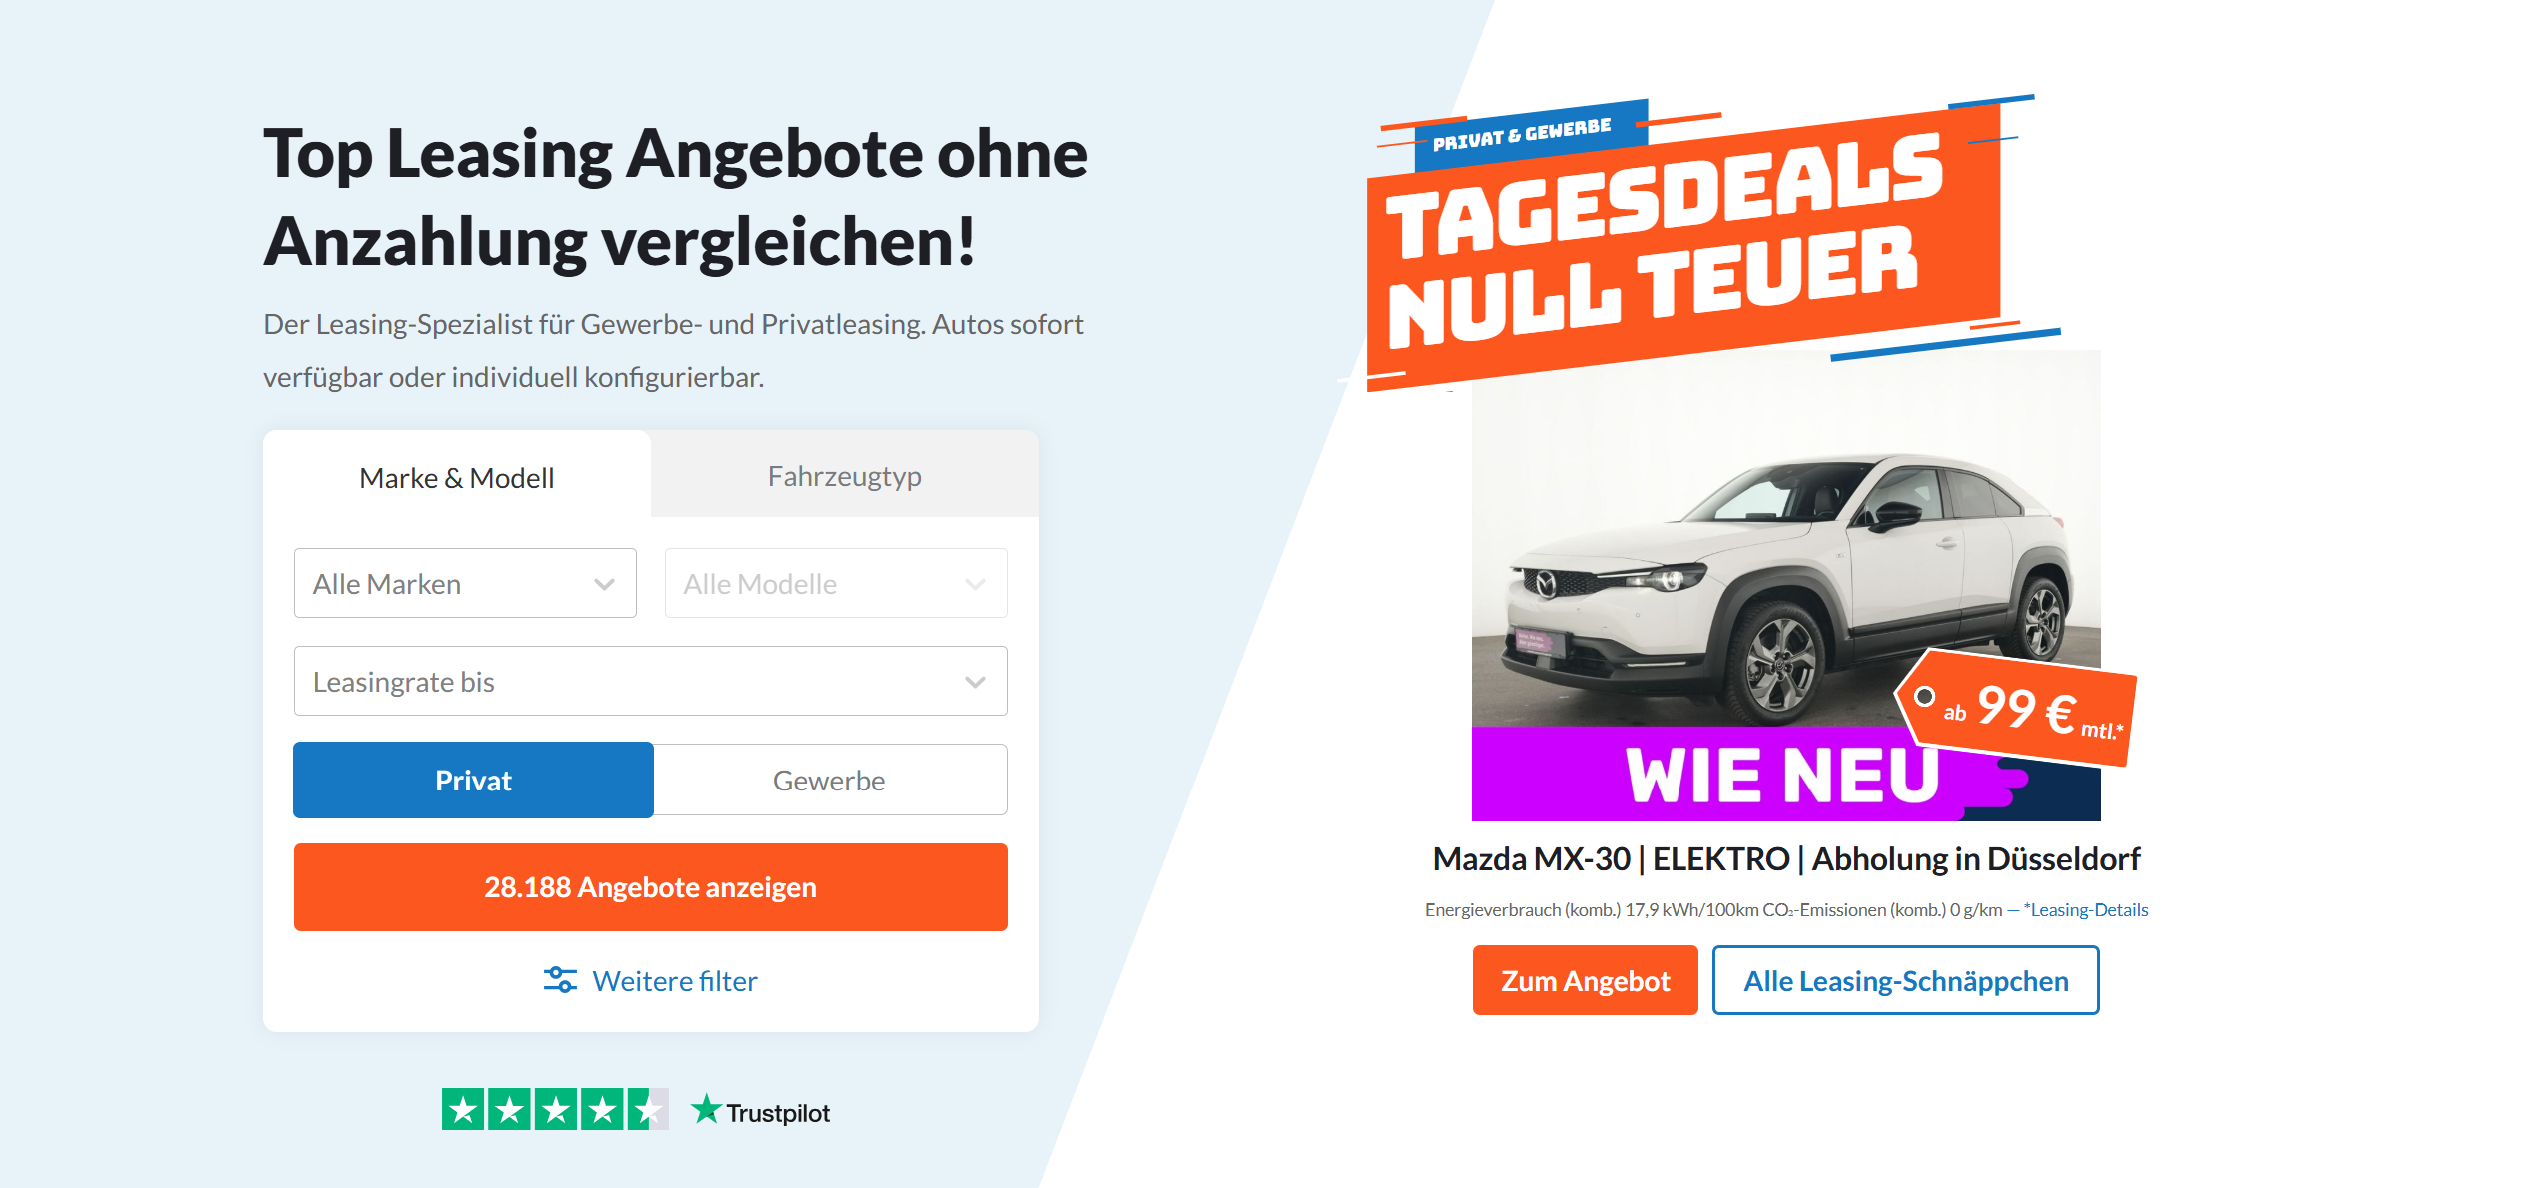 Top Leasing Angebote ohne
Anzahlung vergleichen!
Der Leasing-Spezialist für Gewerbe- und Privatleasing. Autos sofort
verfügbar oder individuell konfigurierbar.
Marke & Modell
Fahrzeugtyp
Alle Marken
Alle Modelle
Leasingrate bis
Privat
Gewerbe
28.188 Angebote anzeigen
Weitere filter
Trustpilot
PRIVAT & GEWERBE
TAGESDEALS
NULL TEUER
ab 99 € mtl.*
WIE NEU
Mazda MX-30 | ELEKTRO | Abholung in Düsseldorf
Energieverbrauch (komb.) 17,9 kWh/100km CO₂-Emissionen (komb.) 0 g/km — *Leasing-Details
Zum Angebot
Alle Leasing-Schnäppchen